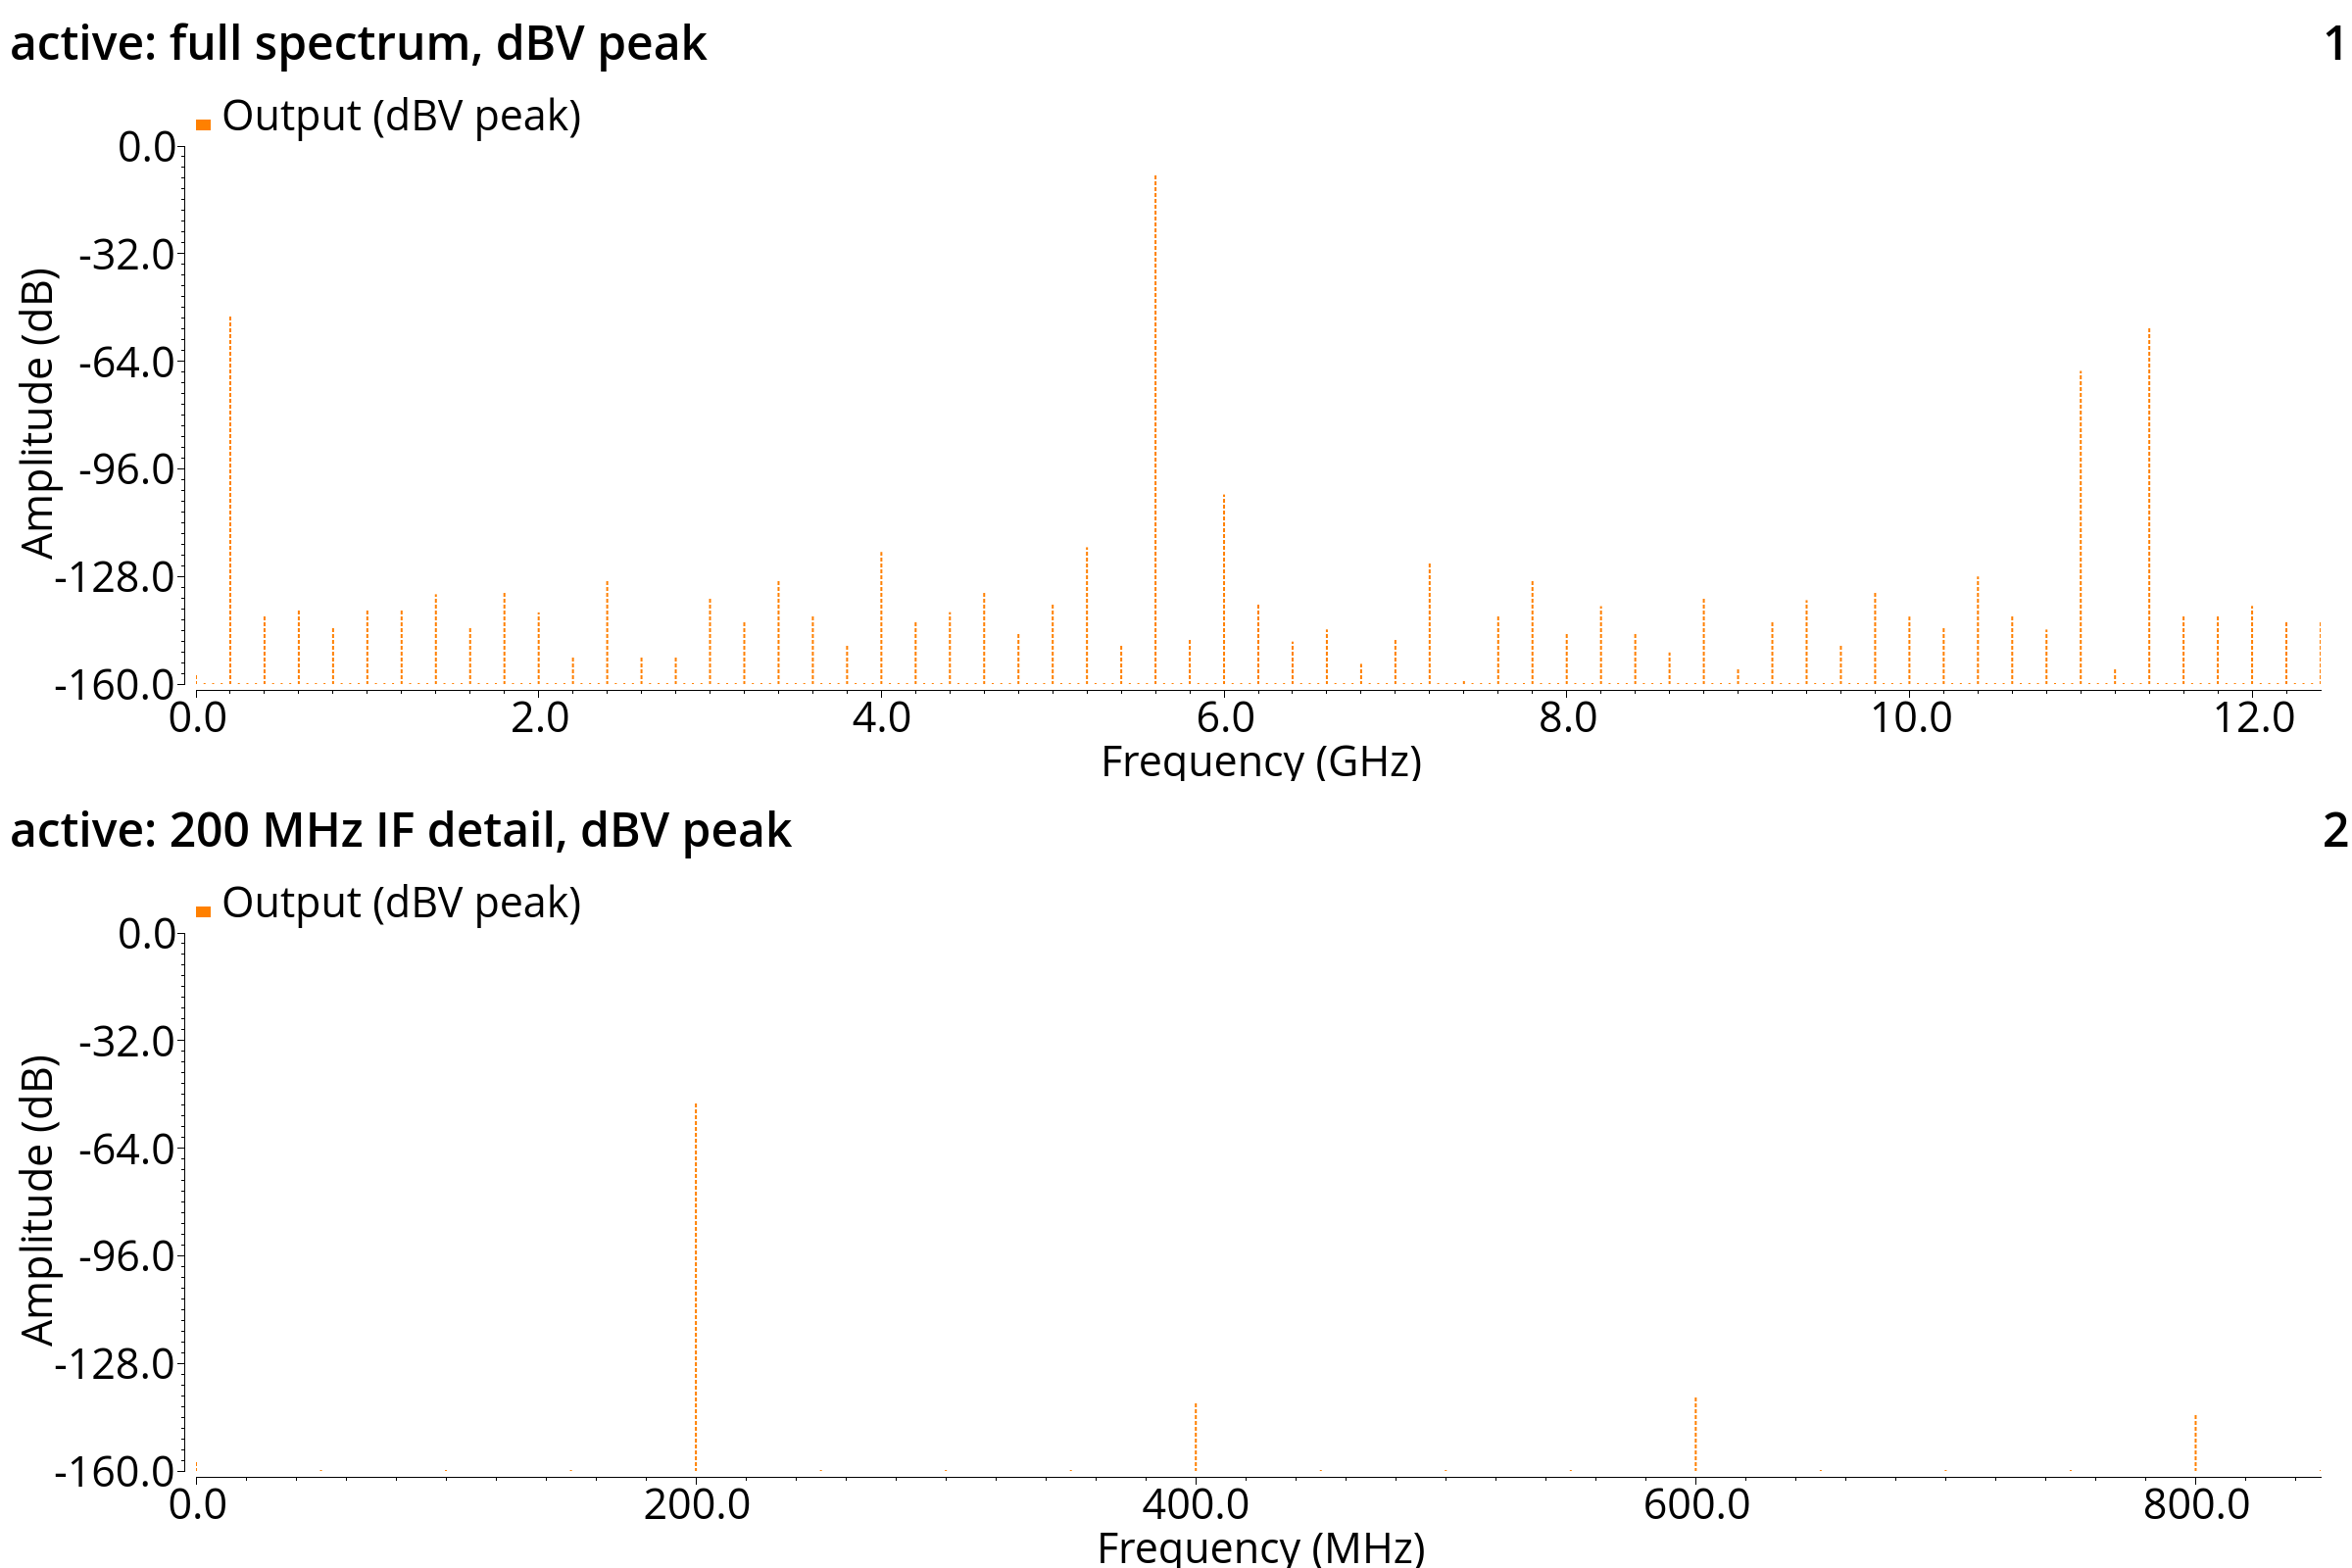 active: full spectrum, dBV peak 1
Output (dBV peak)
0.0
-32.0
-64.0
-96.0
-128.0
-160.0
Amplitude (dB)
0.0 2.0 4.0 6.0 8.0 10.0 12.0
Frequency (GHz)
active: 200 MHz IF detail, dBV peak 2
Output (dBV peak)
0.0
-32.0
-64.0
-96.0
-128.0
-160.0
Amplitude (dB)
0.0 200.0 400.0 600.0 800.0
Frequency (MHz)